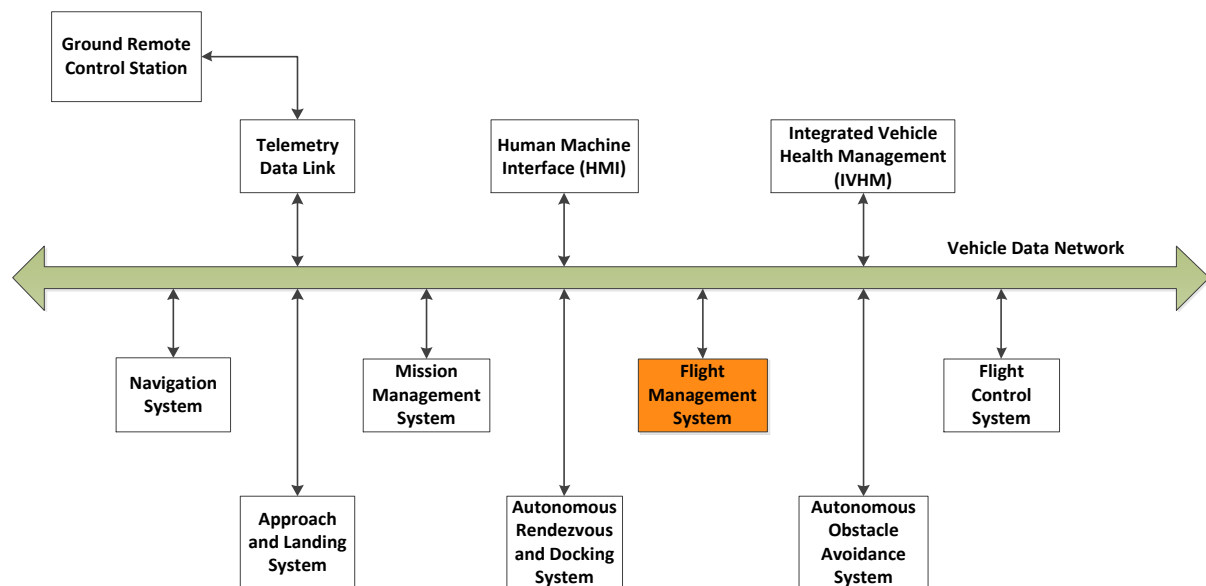 Ground Remote
Control Station
Telemetry
Data Link
Human Machine
Interface (HMI)
Integrated Vehicle
Health Management
(IVHM)
Vehicle Data Network
Navigation
System
Mission
Management
System
Flight
Management
System
Flight
Control
System
Approach
and Landing
System
Autonomous
Rendezvous
and Docking
System
Autonomous
Obstacle
Avoidance
System